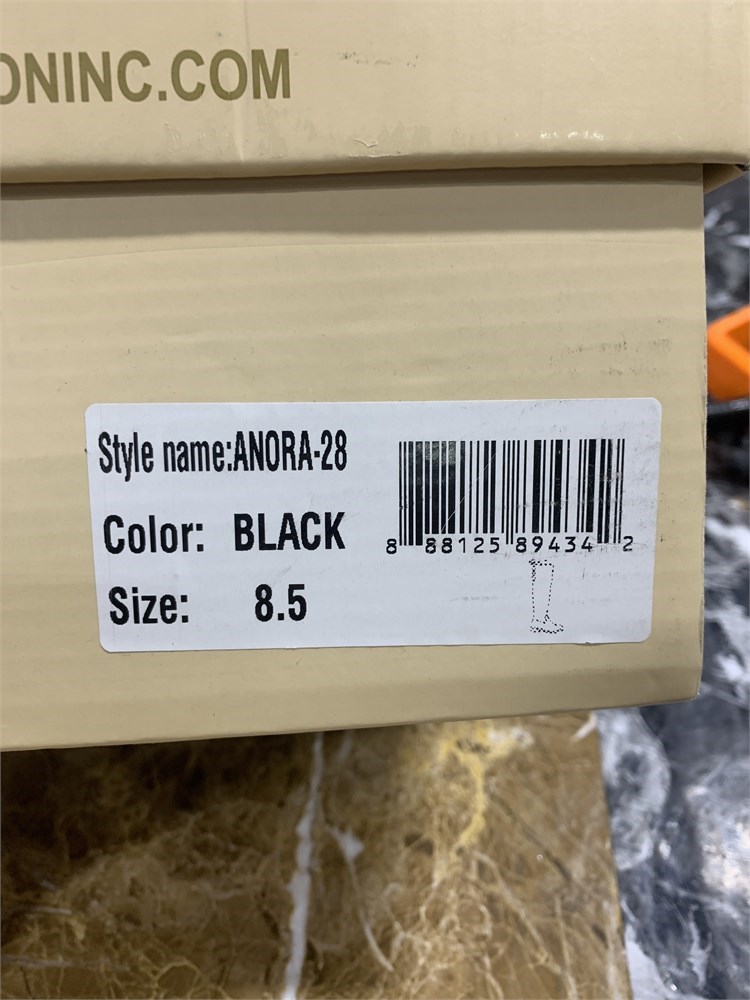 ONINC.COM
Style name:ANORA-28
Color: BLACK
Size: 8.5
8 88125 89434 2